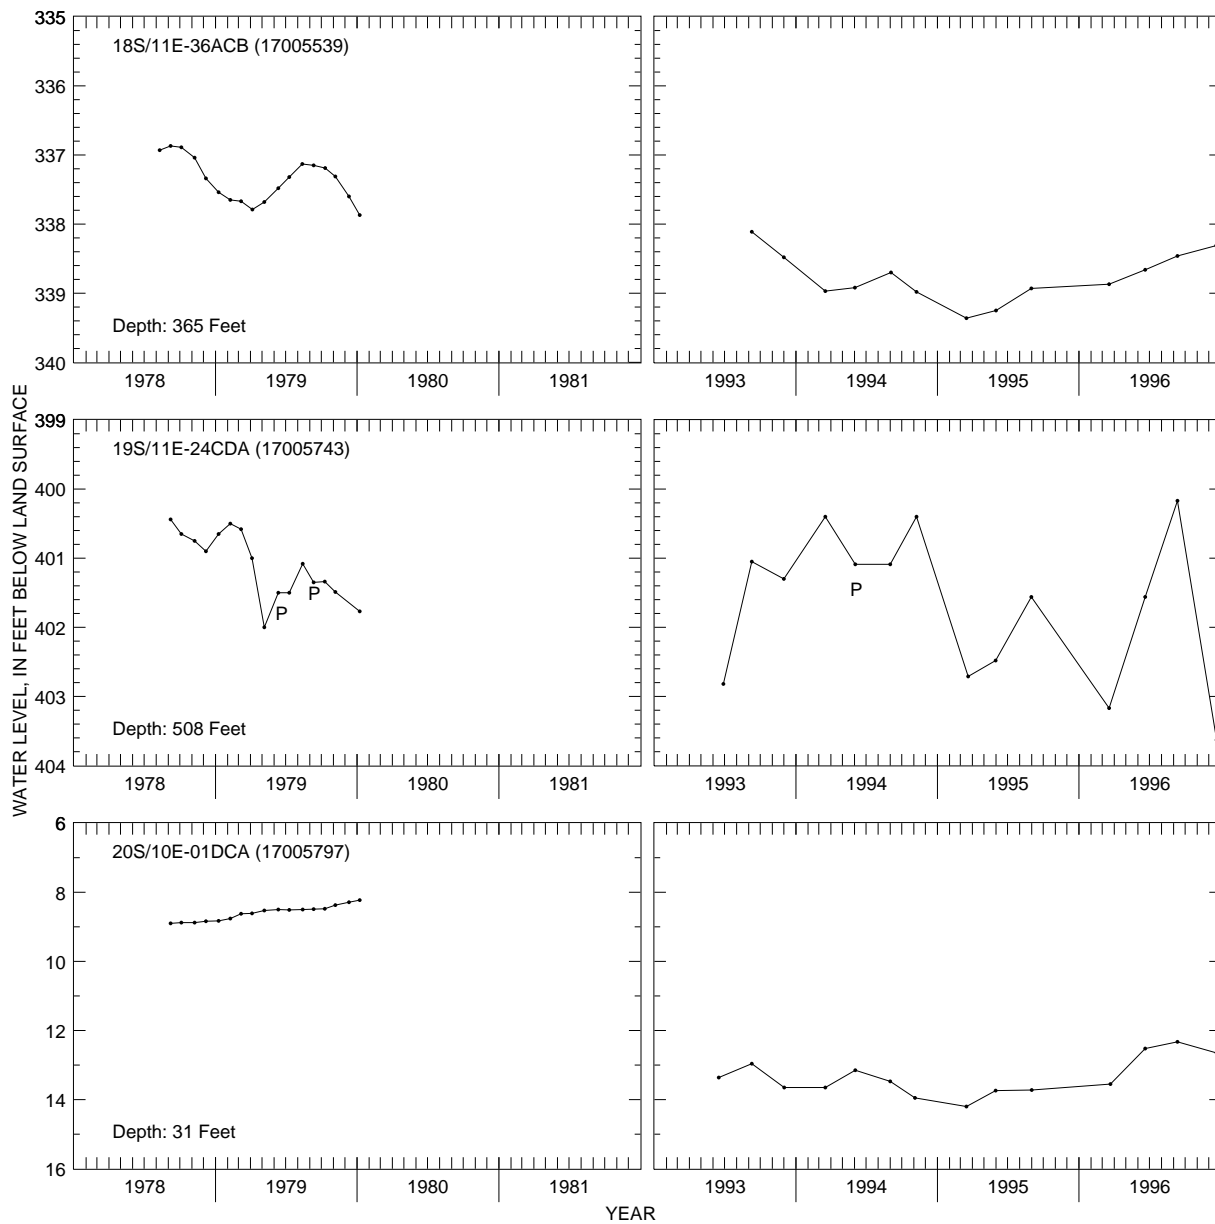 WATER LEVEL, IN FEET BELOW LAND SURFACE
335
336
337
338
339
340
18S/11E-36ACB (17005539)
Depth: 365 Feet
1978 1979 1980 1981 1993 1994 1995 1996
399
400
401
402
403
404
19S/11E-24CDA (17005743)
P
P
P
Depth: 508 Feet
1978 1979 1980 1981 1993 1994 1995 1996
6
8
10
12
14
16
20S/10E-01DCA (17005797)
Depth: 31 Feet
1978 1979 1980 1981 1993 1994 1995 1996
YEAR